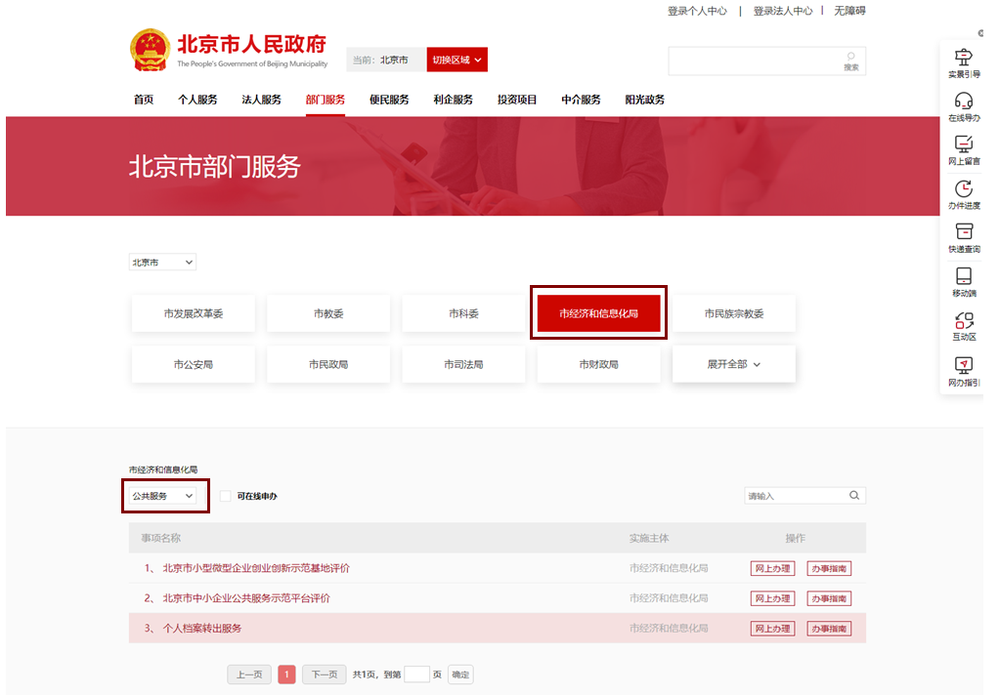 登录个人中心 | 登录法人中心 | 无障碍
北京市人民政府
The People's Government of Beijing Municipality
当前: 北京市 切换区域
搜索
首页 个人服务 法人服务 部门服务 便民服务 利企服务 投资项目 中介服务 阳光政务
北京市部门服务
实景引导
在线导办
网上留言
办件进度
快递查询
移动端
互动区
网办指引
北京市
市发展改革委 市教委 市科委 市经济和信息化局 市民族宗教委
市公安局 市民政局 市司法局 市财政局 展开全部
市经济和信息化局
公共服务 可在线申办 请输入
事项名称 实施主体 操作
1、 北京市小型微型企业创业创新示范基地评价 市经济和信息化局 网上办理 办事指南
2、 北京市中小企业公共服务示范平台评价 市经济和信息化局 网上办理 办事指南
3、 个人档案转出服务 市经济和信息化局 网上办理 办事指南
上一页 1 下一页 共1页，到第 页 确定